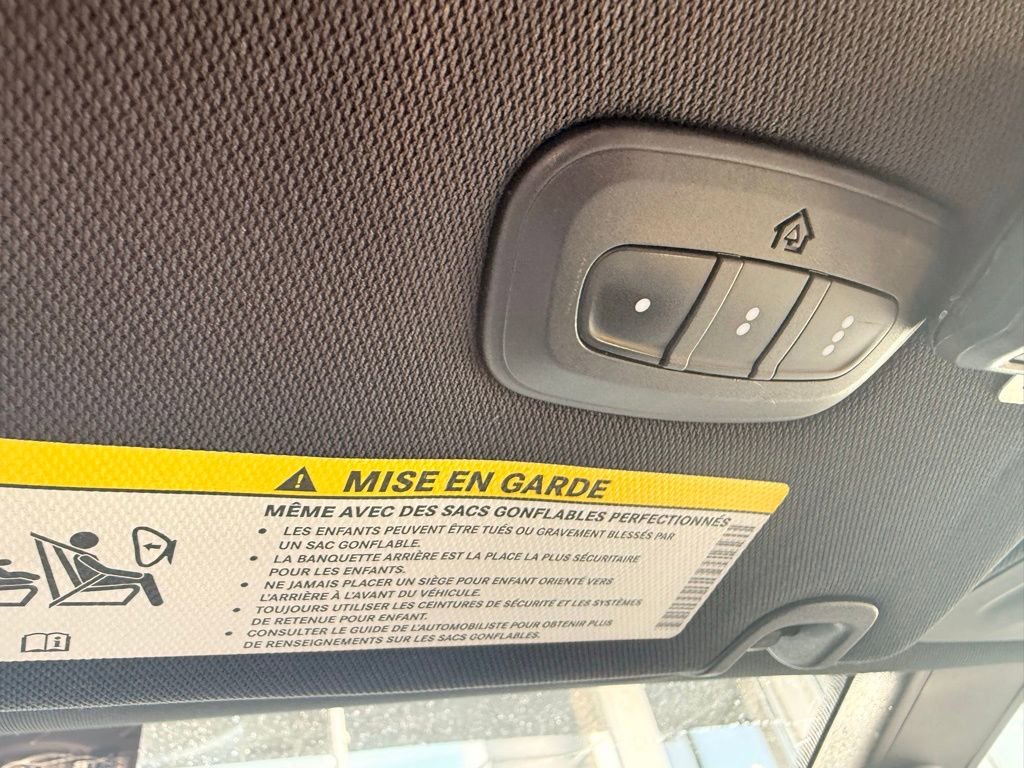 MISE EN GARDE
MÊME AVEC DES SACS GONFLABLES PERFECTIONNÉS
• LES ENFANTS PEUVENT ÊTRE TUÉS OU GRAVEMENT BLESSÉS PAR
UN SAC GONFLABLE.
• LA BANQUETTE ARRIÈRE EST LA PLACE LA PLUS SÉCURITAIRE
POUR LES ENFANTS.
• NE JAMAIS PLACER UN SIÈGE POUR ENFANT ORIENTÉ VERS
L'ARRIÈRE À L'AVANT DU VÉHICULE.
• TOUJOURS UTILISER LES CEINTURES DE SÉCURITÉ ET LES SYSTÈMES
DE RETENUE POUR ENFANT.
• CONSULTER LE GUIDE DE L'AUTOMOBILISTE POUR OBTENIR PLUS
DE RENSEIGNEMENTS SUR LES SACS GONFLABLES.